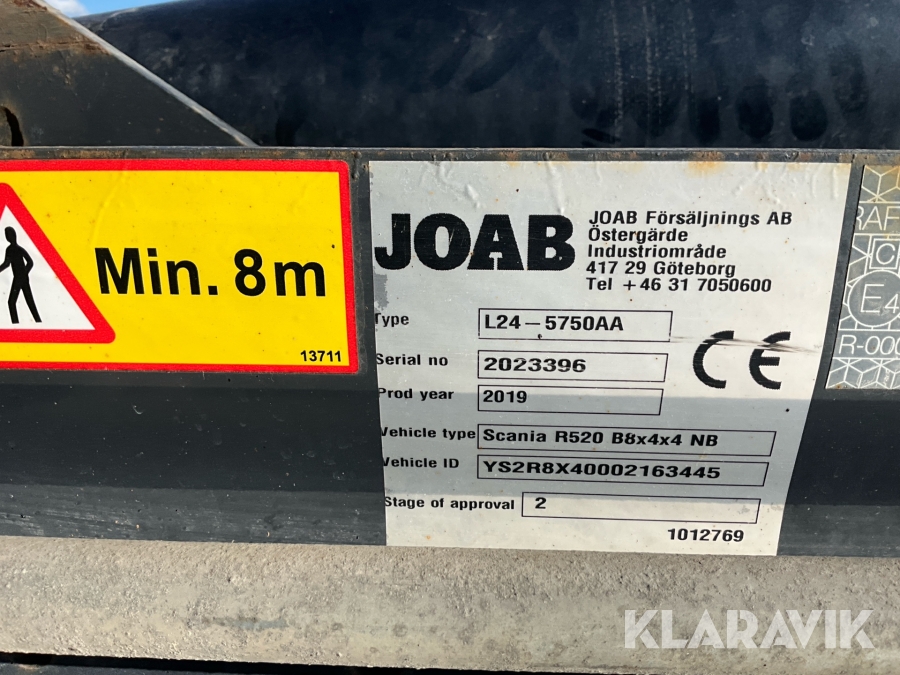 Min. 8m
13711
JOAB
JOAB Försäljnings AB
Östergärde
Industriområde
417 29 Göteborg
Tel +46 31 7050600
Type L24-5750AA
Serial no 2023396
Prod year 2019
Vehicle type Scania R520 B8x4x4 NB
Vehicle ID YS2R8X40002163445
Stage of approval 2
1012769
CE
E4
KLARAVIK